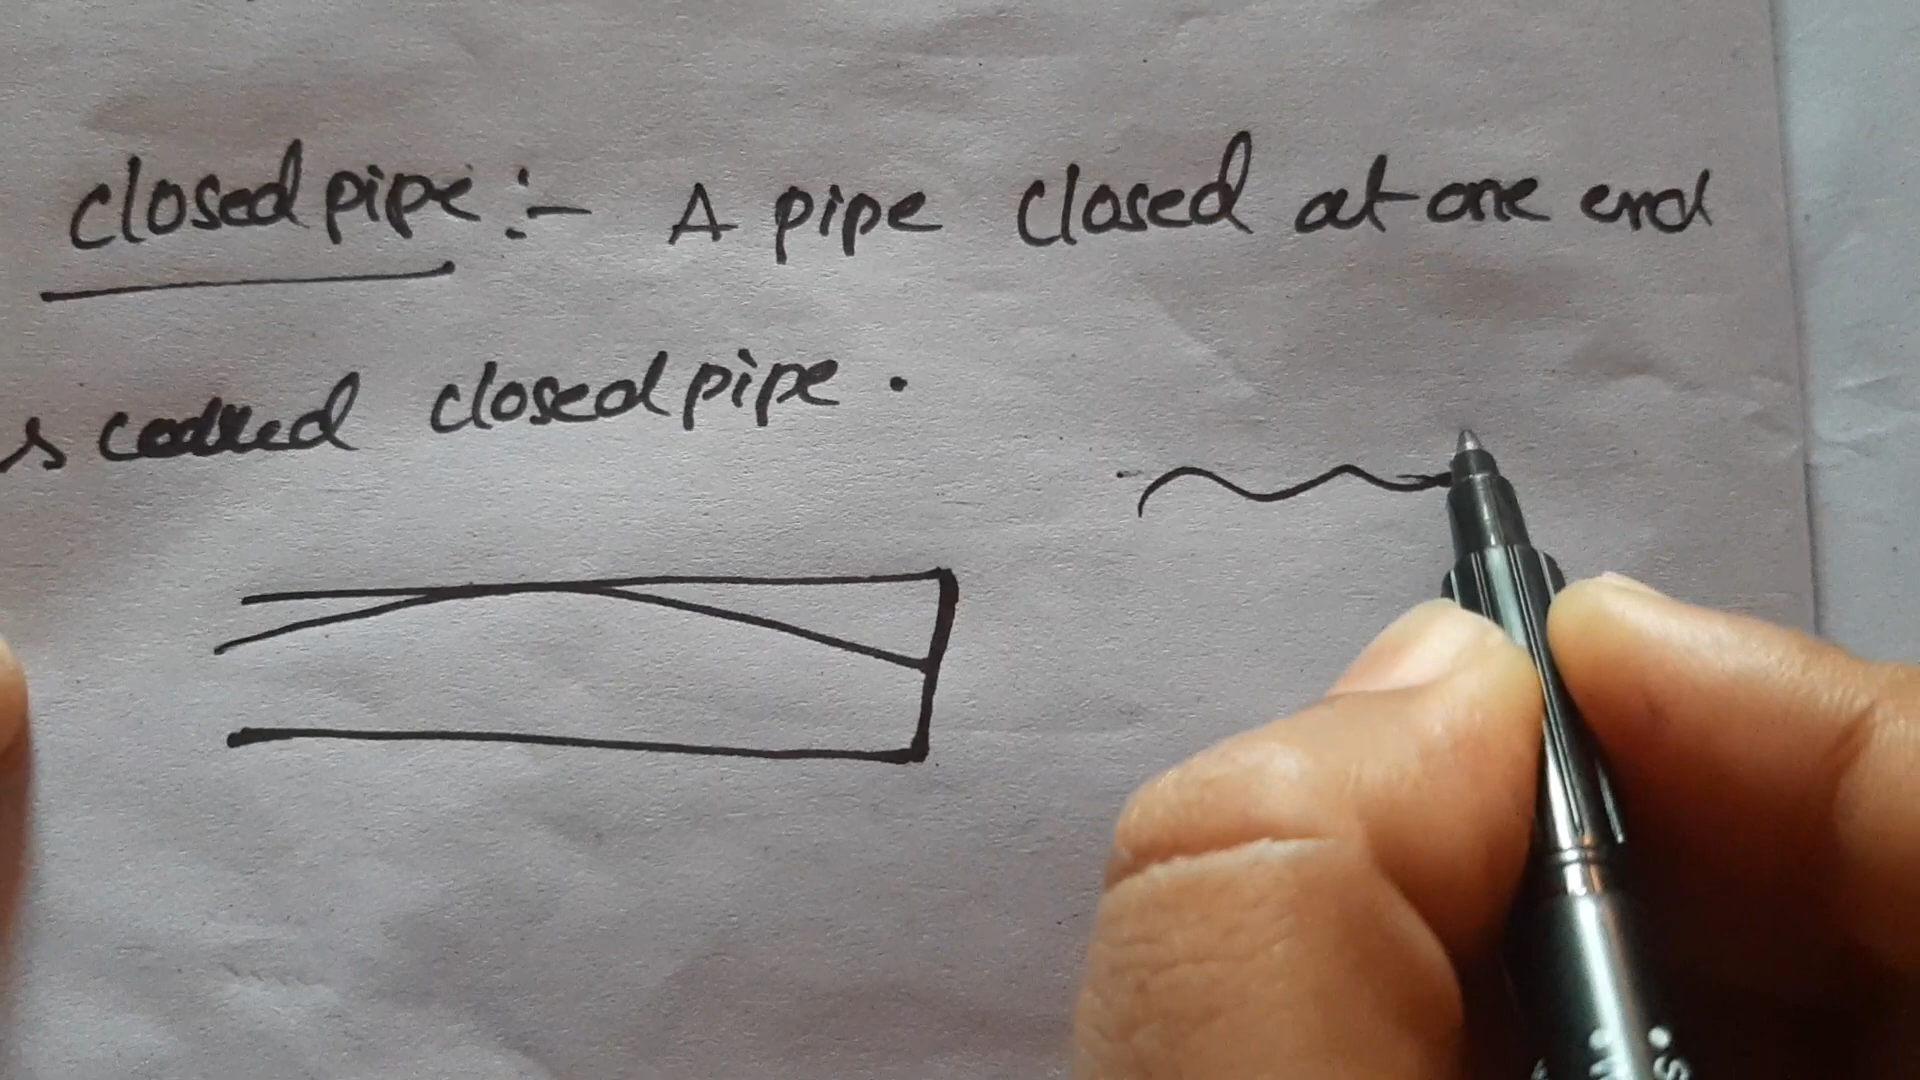 closed pipe :- A pipe closed at one end
s called closed pipe .